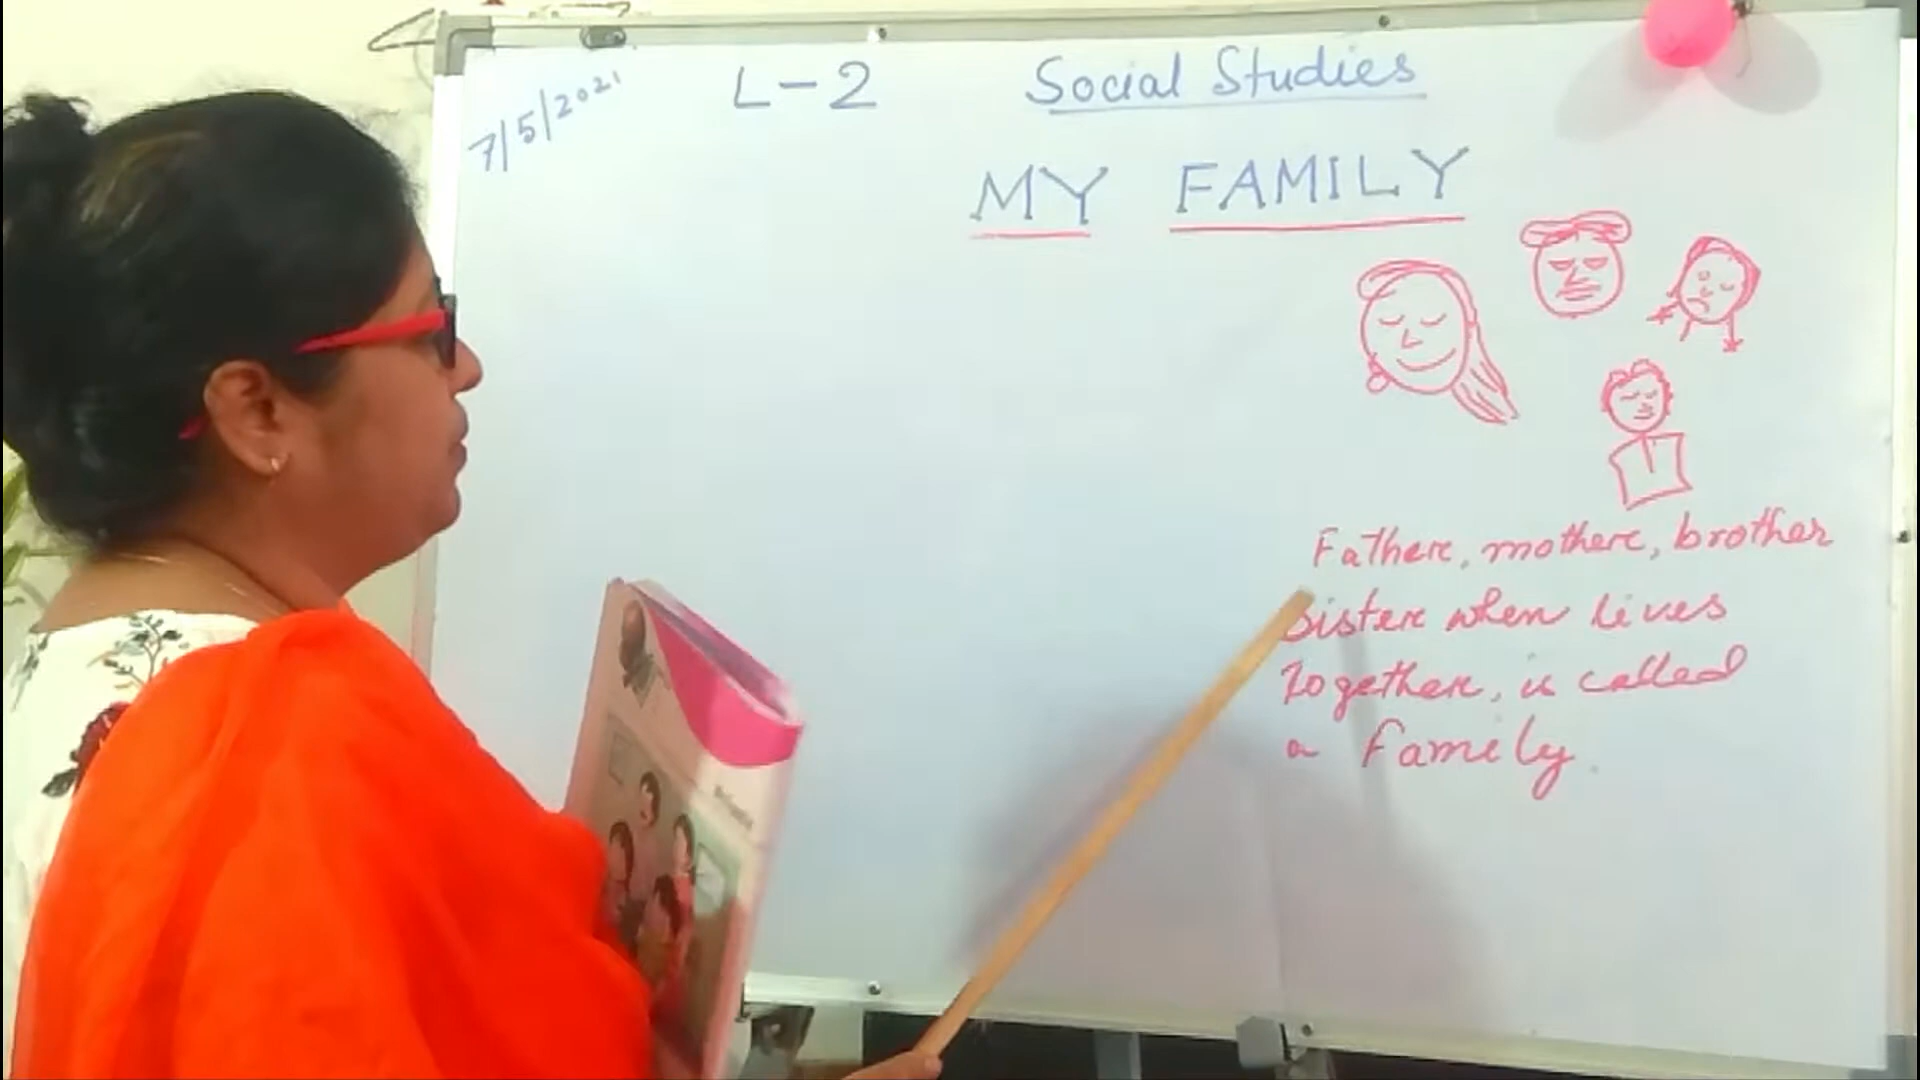 7/5/2021
L-2
Social Studies
MY FAMILY
Father, mother, brother
Sister when lives
Together, is called
a family.